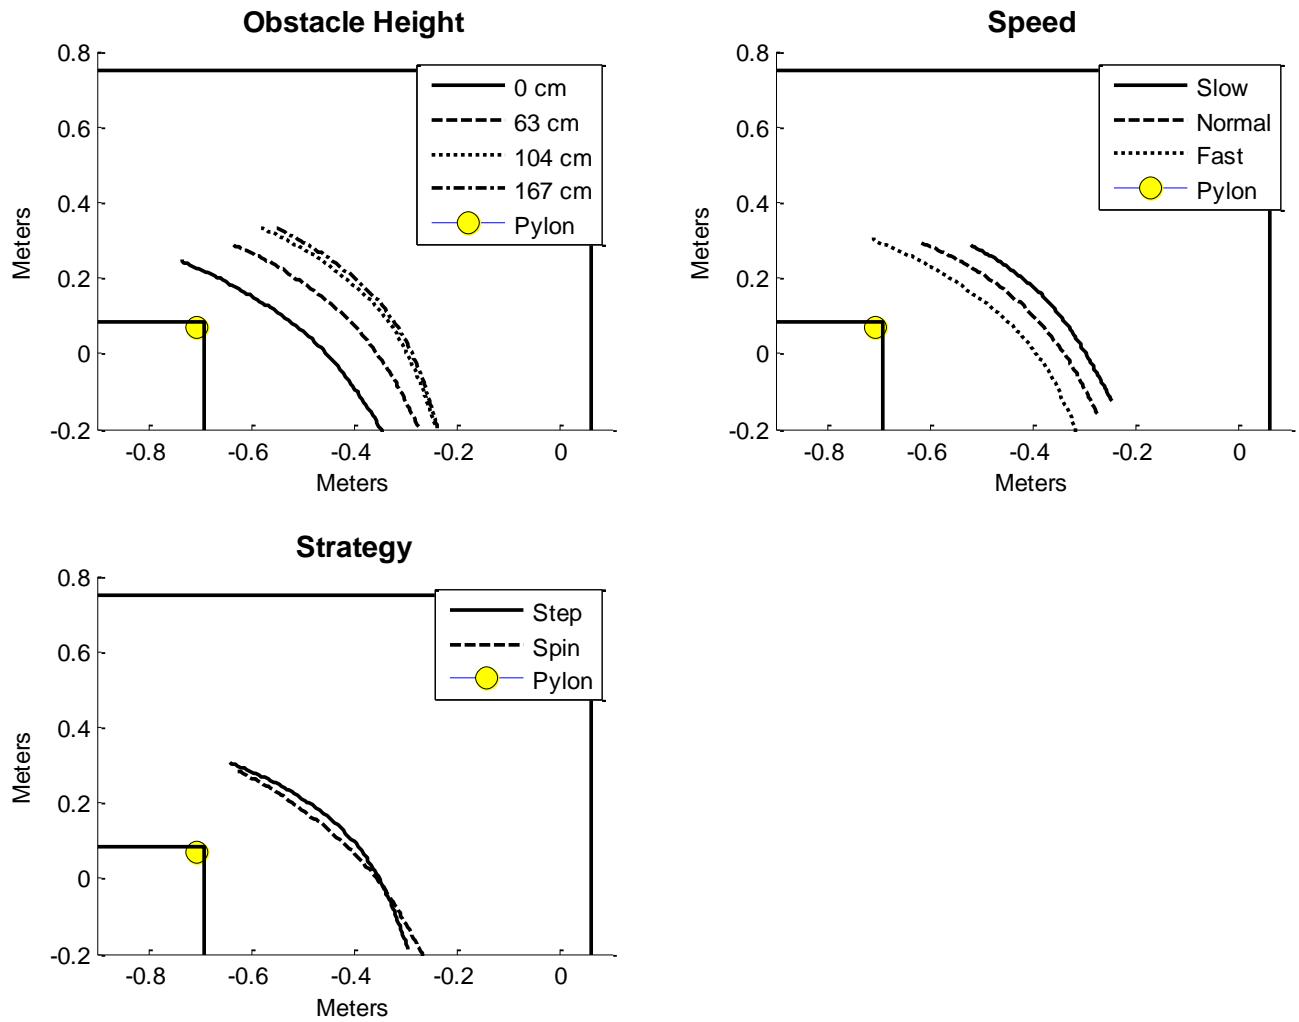 Obstacle Height
0.8
0.6
0.4
0.2
0
-0.2
Meters
-0.8 -0.6 -0.4 -0.2 0
Meters
0 cm
63 cm
104 cm
167 cm
Pylon
Speed
0.8
0.6
0.4
0.2
0
-0.2
Meters
-0.8 -0.6 -0.4 -0.2 0
Meters
Slow
Normal
Fast
Pylon
Strategy
0.8
0.6
0.4
0.2
0
-0.2
Meters
-0.8 -0.6 -0.4 -0.2 0
Meters
Step
Spin
Pylon